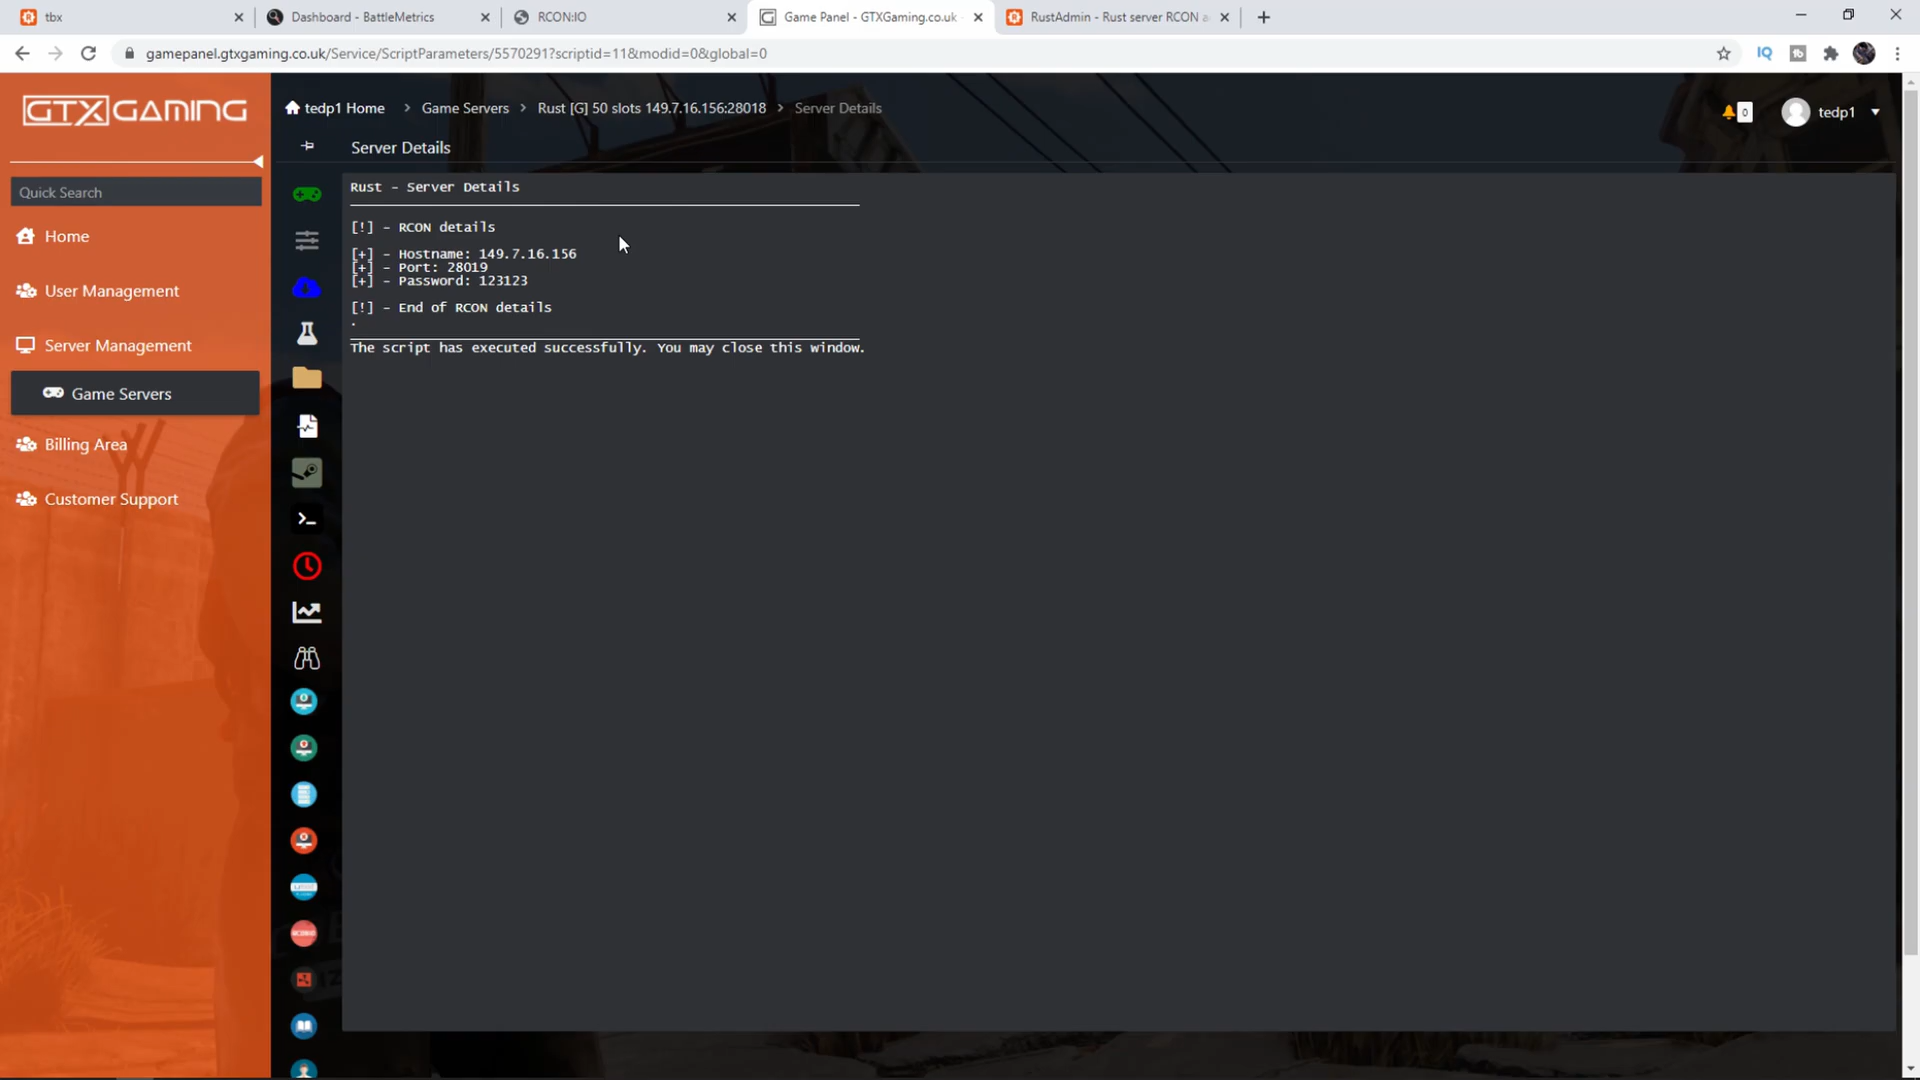 tbx
Dashboard - BattleMetrics
RCON:IO
Game Panel - GTXGaming.co.uk
RustAdmin - Rust server RCON a
gamepanel.gtxgaming.co.uk/Service/ScriptParameters/5570291?scriptid=11&modid=0&global=0
IQ
GTXGAMING
tedp1 Home > Game Servers > Rust [G] 50 slots 149.7.16.156:28018 > Server Details
0
tedp1
Server Details
Quick Search
Home
User Management
Server Management
Game Servers
Billing Area
Customer Support
Rust - Server Details
[!] - RCON details
[+] - Hostname: 149.7.16.156
[+] - Port: 28019
[+] - Password: 123123
[!] - End of RCON details
.
The script has executed successfully. You may close this window.